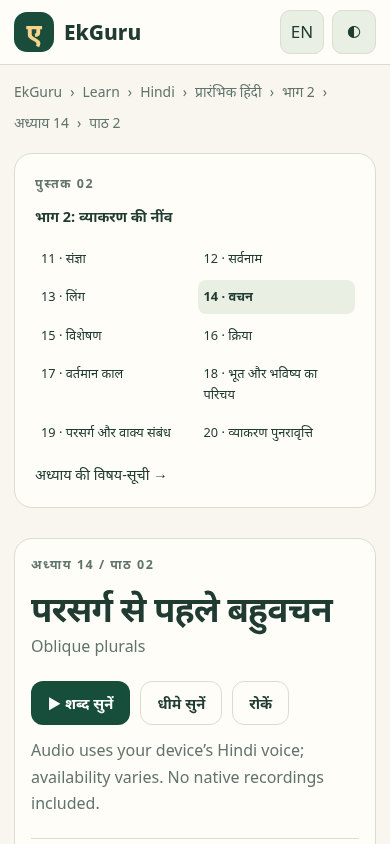 ए EkGuru EN
EkGuru › Learn › Hindi › प्रारंभिक हिंदी › भाग 2 ›
अध्याय 14 › पाठ 2
पुस्तक 02
भाग 2: व्याकरण की नींव
11 · संज्ञा 12 · सर्वनाम
13 · लिंग 14 · वचन
15 · विशेषण 16 · क्रिया
17 · वर्तमान काल 18 · भूत और भविष्य का
परिचय
19 · परसर्ग और वाक्य संबंध 20 · व्याकरण पुनरावृत्ति
अध्याय की विषय-सूची →
अध्याय 14 / पाठ 02
परसर्ग से पहले बहुवचन
Oblique plurals
▶ शब्द सुनें धीमे सुनें रोकें
Audio uses your device’s Hindi voice;
availability varies. No native recordings
included.